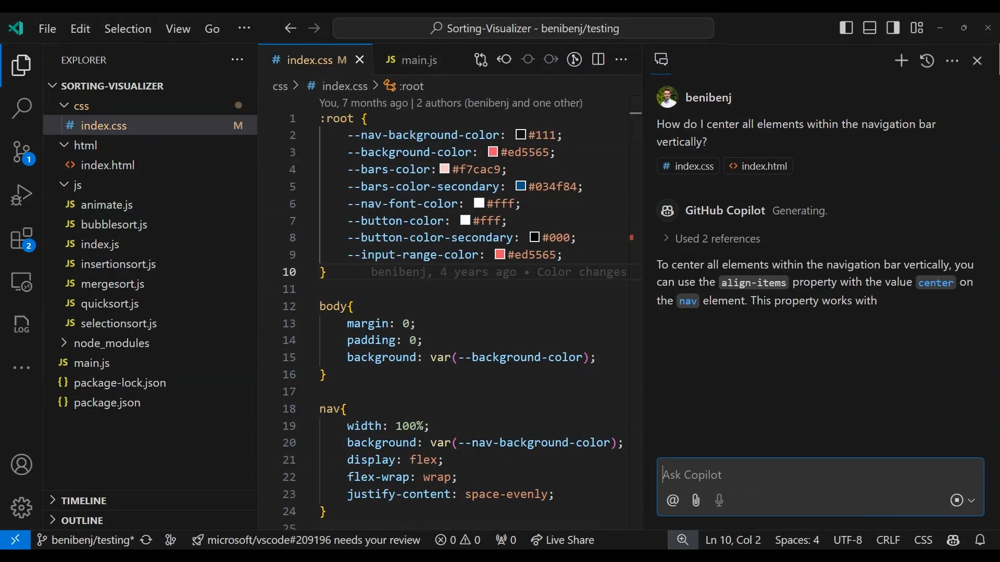 File Edit Selection View Go ···
Sorting-Visualizer - benibenj/testing
EXPLORER
SORTING-VISUALIZER
css
# index.css M
html
<> index.html
js
JS animate.js
JS bubblesort.js
JS index.js
JS insertionsort.js
JS mergesort.js
JS quicksort.js
JS selectionsort.js
node_modules
JS main.js
{} package-lock.json
{} package.json
TIMELINE
OUTLINE
1
2
LOG
# index.css M
JS main.js
css > # index.css > :root
You, 7 months ago | 2 authors (benibenj and one other)
1 :root {
2 --nav-background-color: #111;
3 --background-color: #ed5565;
4 --bars-color: #f7cac9;
5 --bars-color-secondary: #034f84;
6 --nav-font-color: #fff;
7 --button-color: #fff;
8 --button-color-secondary: #000;
9 --input-range-color: #ed5565;
10 } benibenj, 4 years ago • Color changes
11
12 body{
13 margin: 0;
14 padding: 0;
15 background: var(--background-color);
16 }
17
18 nav{
19 width: 100%;
20 background: var(--nav-background-color);
21 display: flex;
22 flex-wrap: wrap;
23 justify-content: space-evenly;
24 }
25
benibenj
How do I center all elements within the navigation bar
vertically?
# index.css <> index.html
GitHub Copilot Generating.
> Used 2 references
To center all elements within the navigation bar vertically, you
can use the align-items property with the value center on
the nav element. This property works with
Ask Copilot
@
benibenj/testing* microsoft/vscode#209196 needs your review 0 0 0 Live Share Ln 10, Col 2 Spaces: 4 UTF-8 CRLF CSS